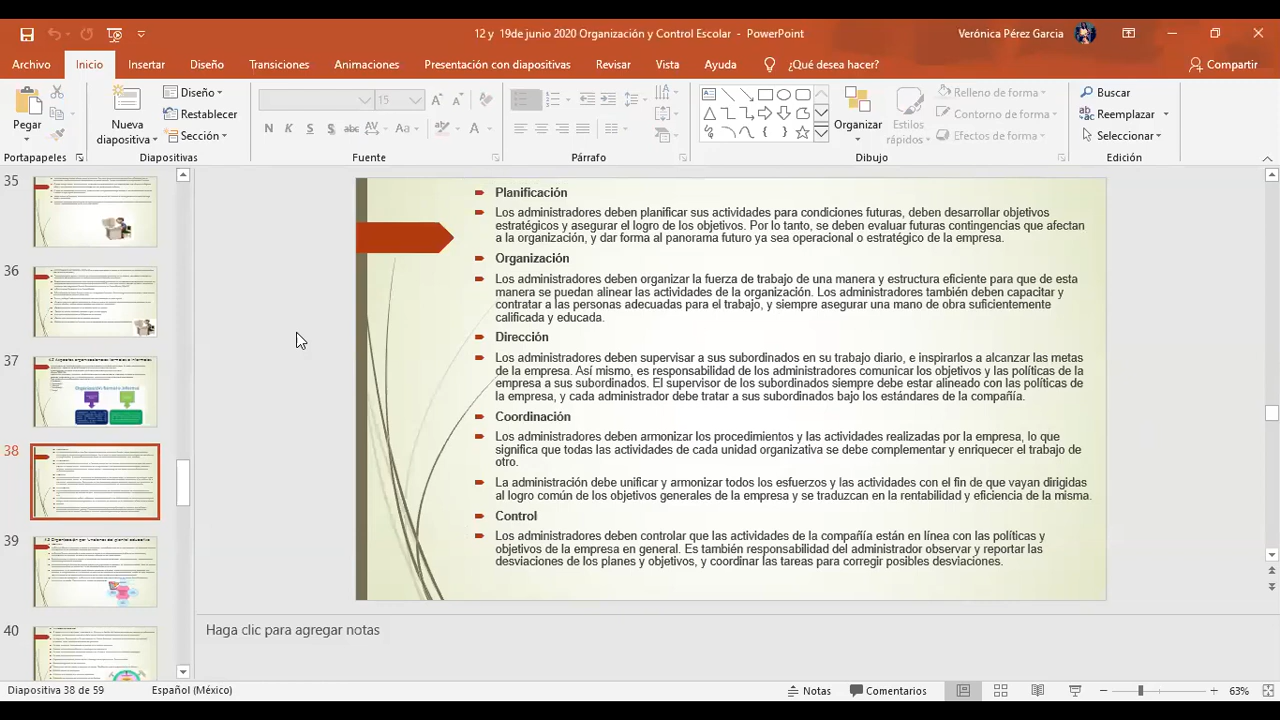 12 y 19de junio 2020 Organización y Control Escolar - PowerPoint
Verónica Pérez Garcia
Archivo Inicio Insertar Diseño Transiciones Animaciones Presentación con diapositivas Revisar Vista Ayuda ¿Qué desea hacer? Compartir
Pegar
Nueva diapositiva
Diseño
Restablecer
Sección
15
N K S S abc AV Aa A
Organizar
Estilos rápidos
Relleno de forma
Contorno de forma
Efectos de forma
Buscar
Reemplazar
Seleccionar
Portapapeles Diapositivas Fuente Párrafo Dibujo Edición
35
36
37
38
39
40
Planificación
Los administradores deben planificar sus actividades para condiciones futuras, deben desarrollar objetivos
estratégicos y asegurar el logro de los objetivos. Por lo tanto, se deben evaluar futuras contingencias que afectan
a la organización, y dar forma al panorama futuro ya sea operacional o estratégico de la empresa.
Organización
Los administradores deben organizar la fuerza de trabajo de una manera y estructura eficiente para que de esta
manera se puedan alinear las actividades de la organización. Los administradores también deben capacitar y
contratar a las personas adecuadas para el trabajo, y siempre asegurar una mano de obra suficientemente
calificada y educada.
Dirección
Los administradores deben supervisar a sus subordinados en su trabajo diario, e inspirarlos a alcanzar las metas
de la empresa. Así mismo, es responsabilidad de los administradores comunicar los objetivos y las políticas de la
empresa a sus subordinados. El supervisor de los subordinados siempre debe estar alineado con las políticas de
la empresa, y cada administrador debe tratar a sus subordinados bajo los estándares de la compañía.
Coordinación
Los administradores deben armonizar los procedimientos y las actividades realizadas por la empresa, lo que
significa que todas las actividades de cada unidad organizativa se debe complementar y enriquecer el trabajo de
otro.
La administración debe unificar y armonizar todos los esfuerzos y las actividades con el fin de que vayan dirigidas
al logro común de los objetivos generales de la empresa y se traduzcan en la rentabilidad y eficiencia de la misma.
Control
Los administradores deben controlar que las actividades de la compañía están en línea con las políticas y
objetivos de la empresa en general. Es también responsabilidad del administrador observar y reportar las
desviaciones de los planes y objetivos, y coordinar las tareas para corregir posibles desviaciones.
Haga clic para agregar notas
Diapositiva 38 de 59 Español (México) Notas Comentarios 63%